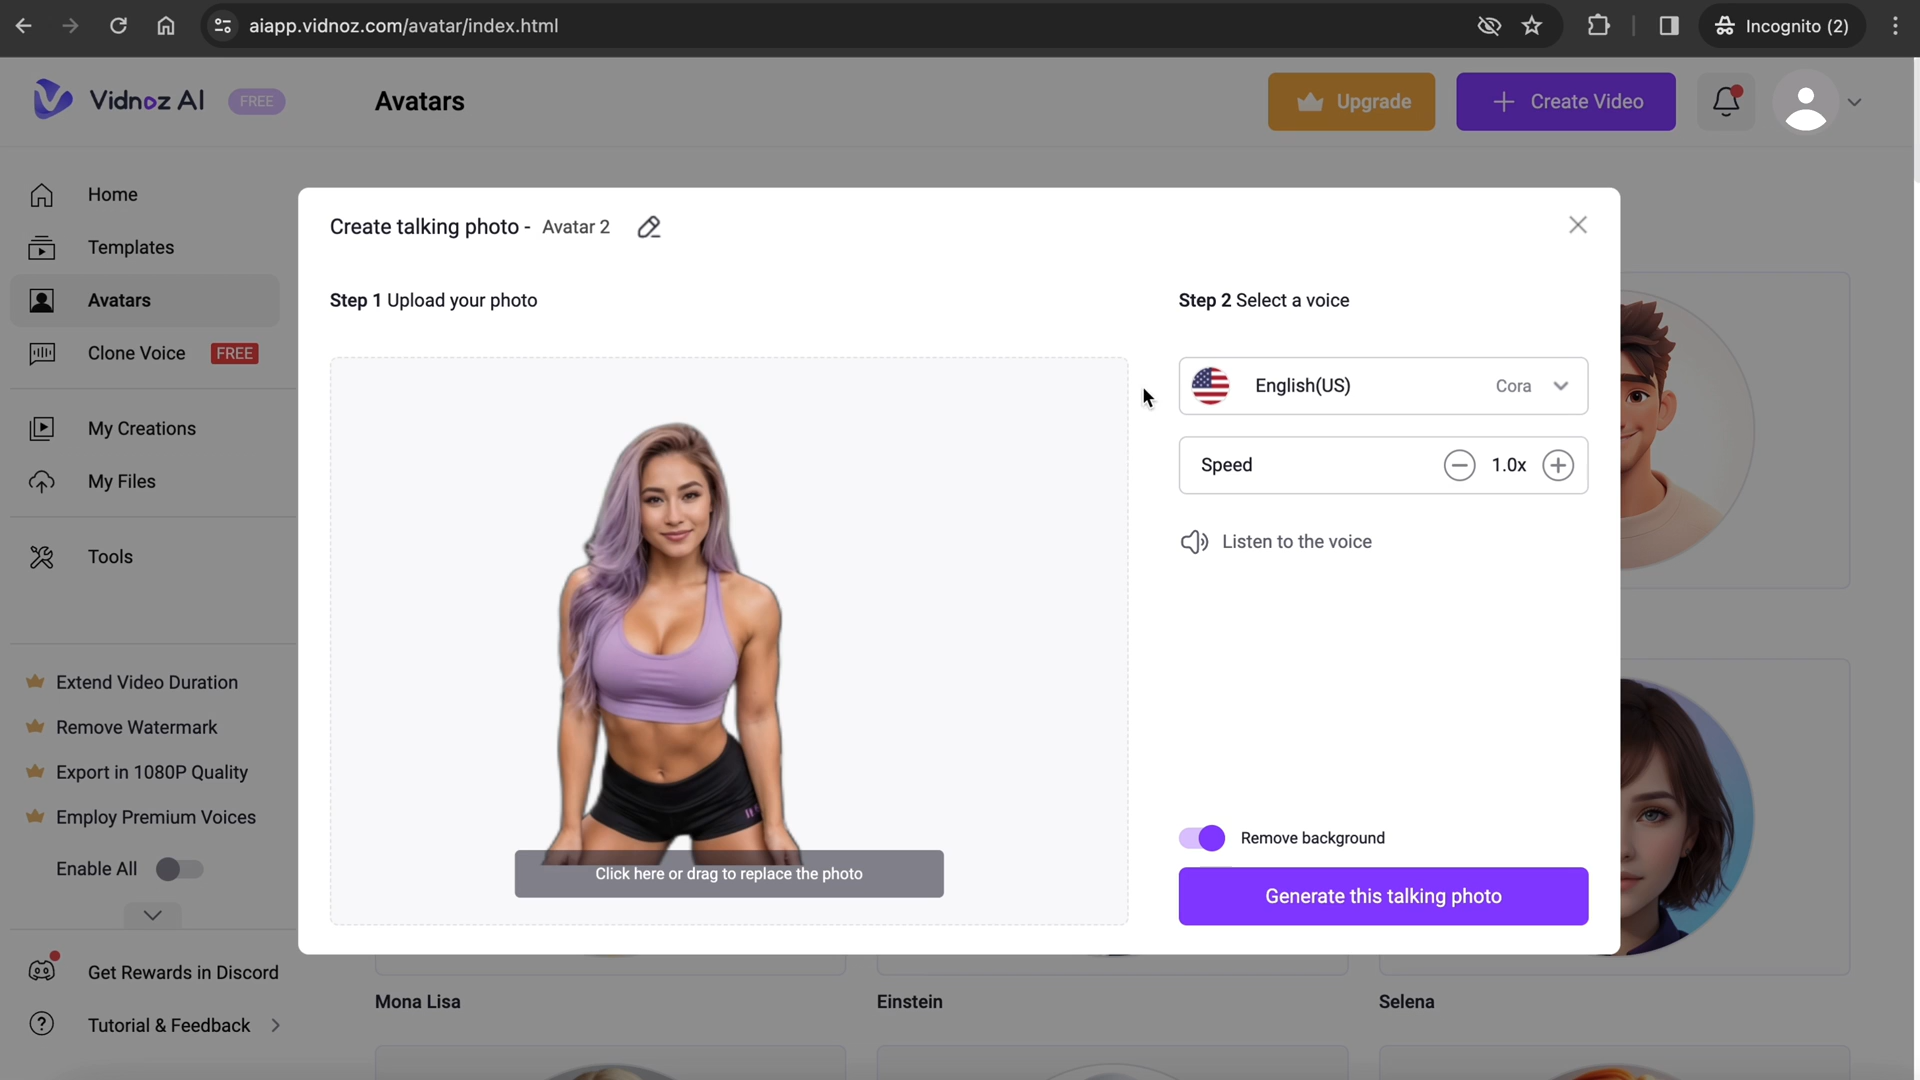 aiapp.vidnoz.com/avatar/index.html
Incognito (2)
Vidnoz AI FREE
Avatars
Upgrade
+ Create Video
Home
Templates
Avatars
Clone Voice FREE
My Creations
My Files
Tools
Extend Video Duration
Remove Watermark
Export in 1080P Quality
Employ Premium Voices
Enable All
Get Rewards in Discord
Tutorial & Feedback
Create talking photo - Avatar 2
Step 1 Upload your photo
Click here or drag to replace the photo
Step 2 Select a voice
English(US) Cora
Speed 1.0x
Listen to the voice
Remove background
Generate this talking photo
Mona Lisa
Einstein
Selena